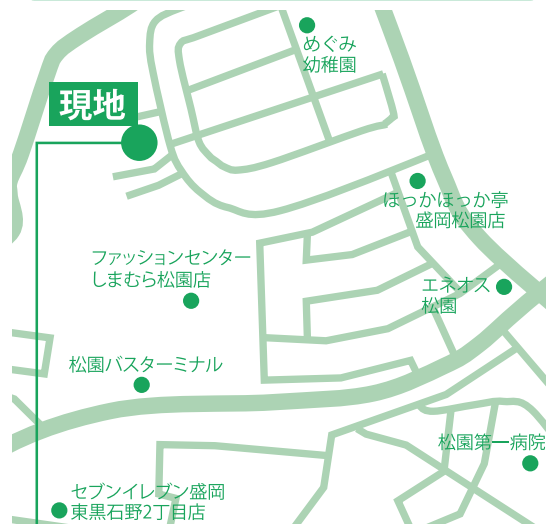 めぐみ
幼稚園
現地
ほっかほっか亭
盛岡松園店
ファッションセンター
しまむら松園店
エネオス
松園
松園バスターミナル
松園第一病院
セブンイレブン盛岡
東黒石野2丁目店